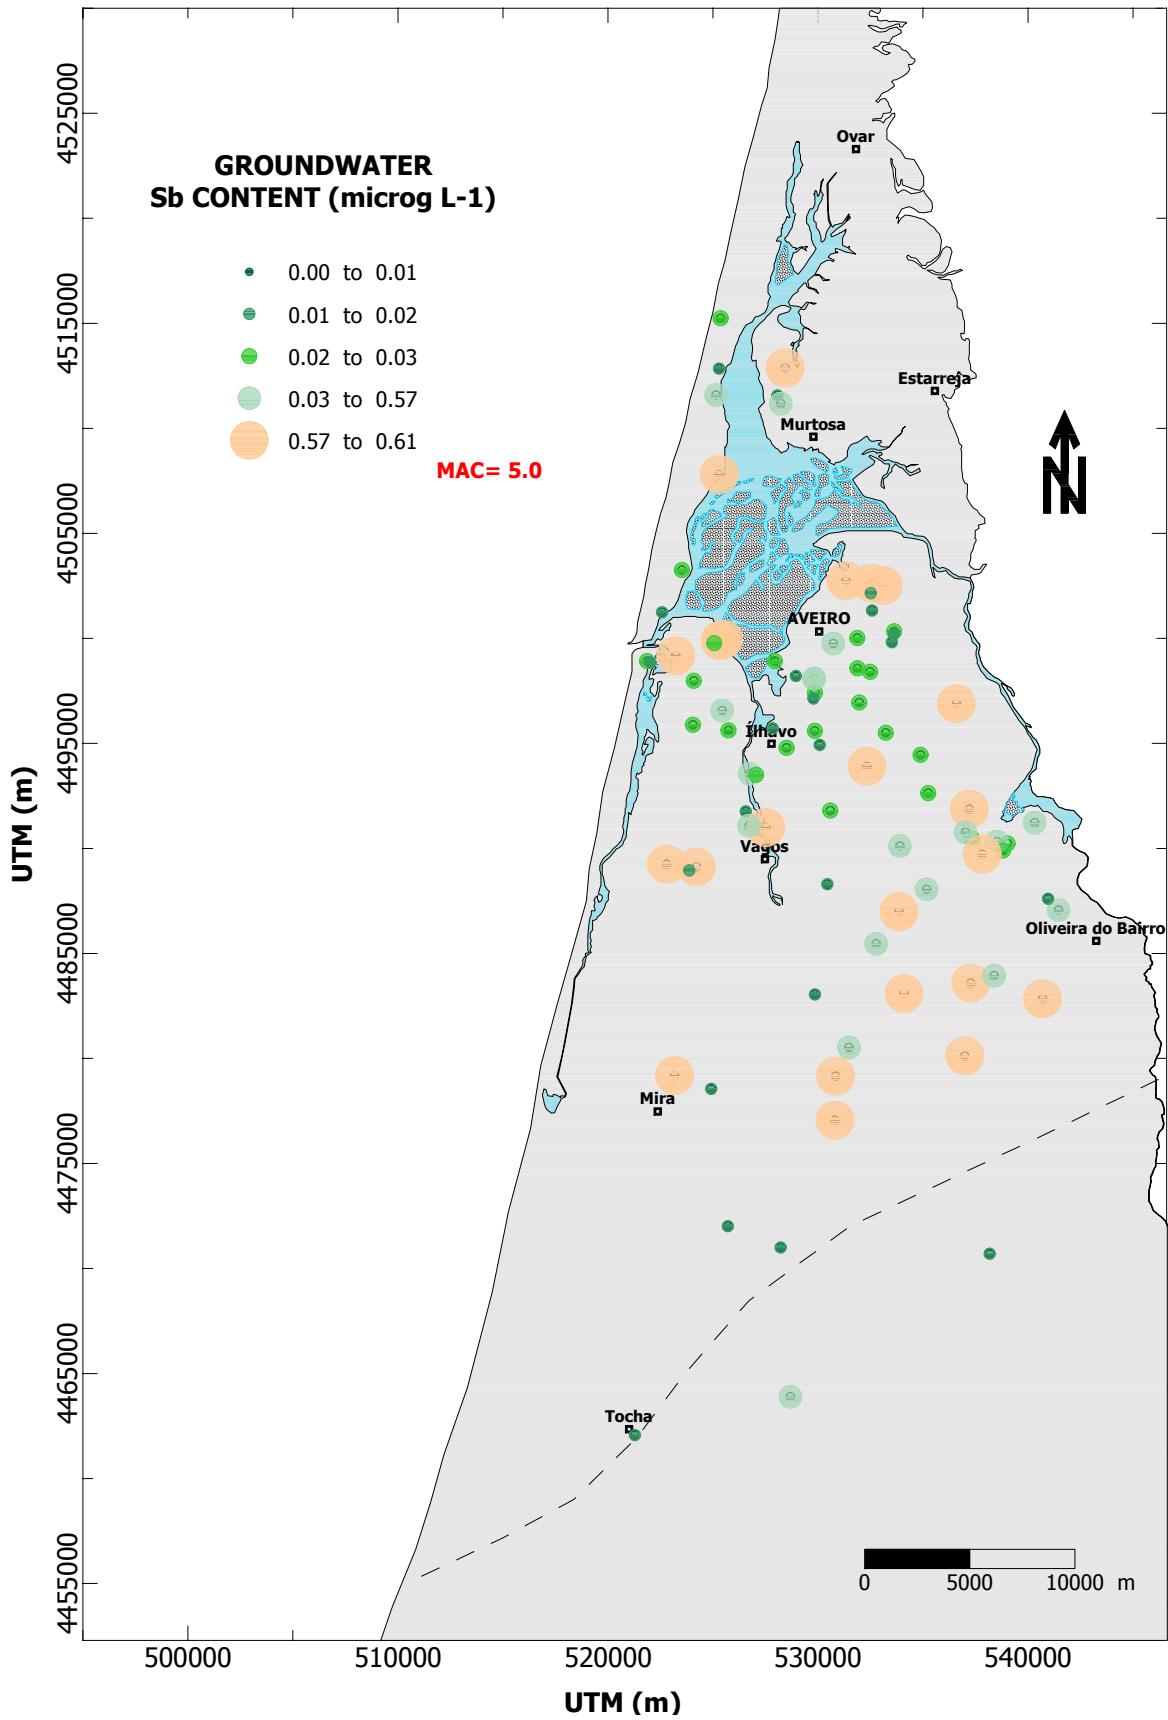 GROUNDWATER
Sb CONTENT (microg L-1)
0.00 to 0.01
0.01 to 0.02
0.02 to 0.03
0.03 to 0.57
0.57 to 0.61
MAC= 5.0
Ovar
Estarreja
Murtosa
N
AVEIRO
Ílhavo
Vagos
Oliveira do Bairro
Mira
Tocha
0 5000 10000 m
4525000
4515000
4505000
4495000
4485000
4475000
4465000
4455000
UTM (m)
500000 510000 520000 530000 540000
UTM (m)